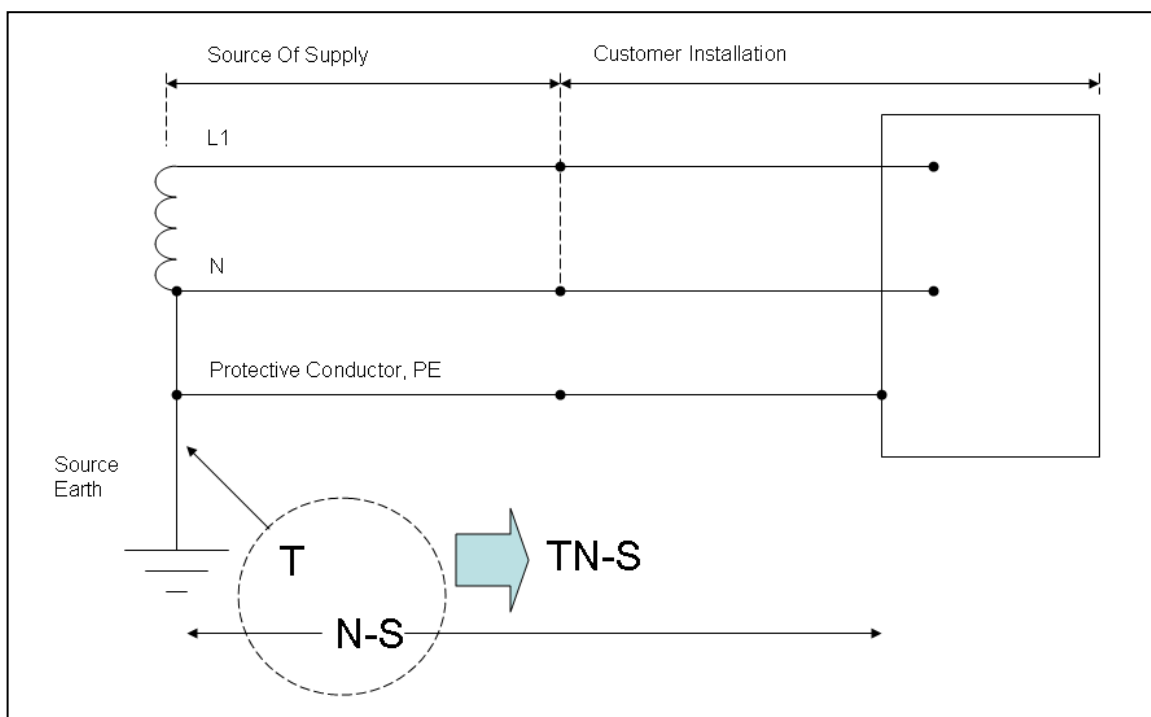 Source Of Supply
Customer Installation
L1
N
Protective Conductor, PE
Source
Earth
T
TN-S
N-S